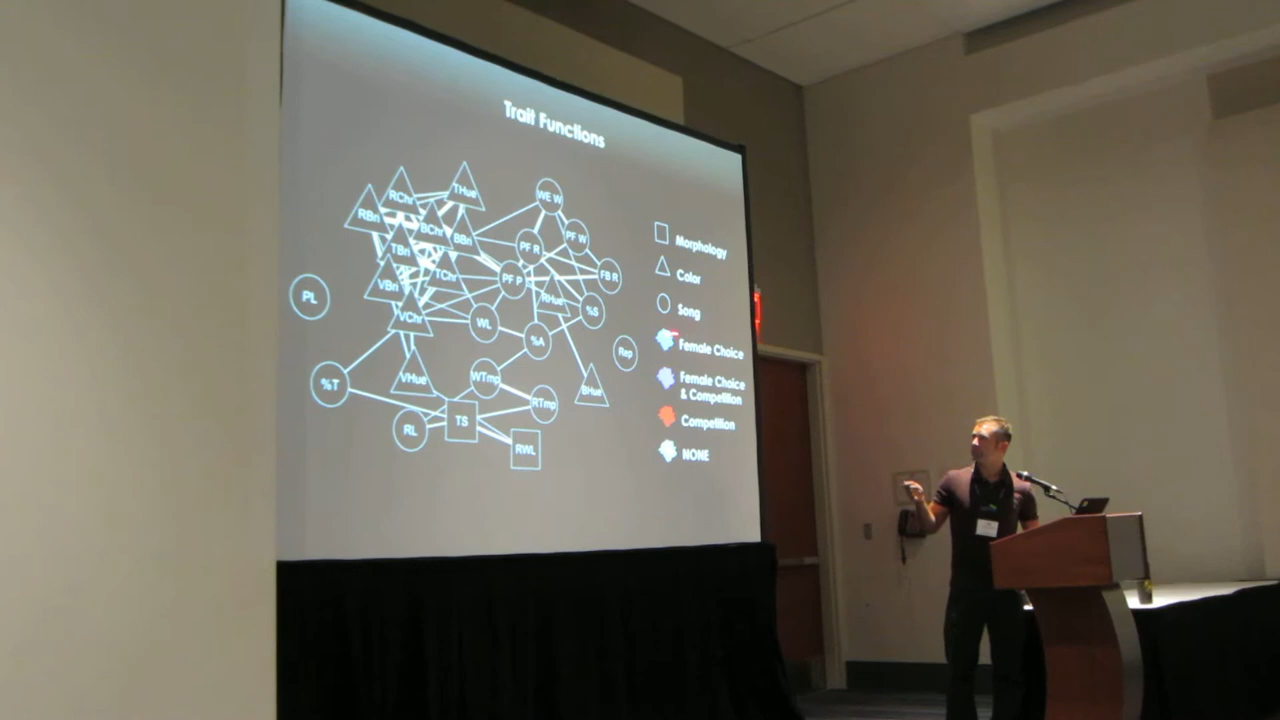 Trait Functions
THue
RChr
WE W
RBri
BChr
BBri
PF W
PF R
TBri
TChr
PF P
FB R
VBri
RHue
PL
%S
VChr
WL
%A
Rep
%T
VHue
WTmp
BHue
RTmp
TS
RL
RWL
Morphology
Color
Song
Female Choice
Female Choice
& Competition
Competition
NONE